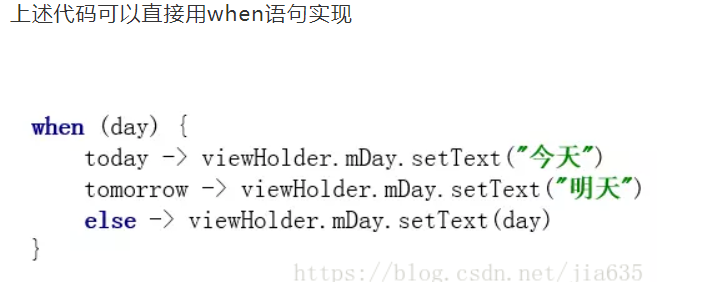 上述代码可以直接用when语句实现
when (day) {
    today -> viewHolder.mDay.setText("今天")
    tomorrow -> viewHolder.mDay.setText("明天")
    else -> viewHolder.mDay.setText(day)
}
https://blog.csdn.net/jia635